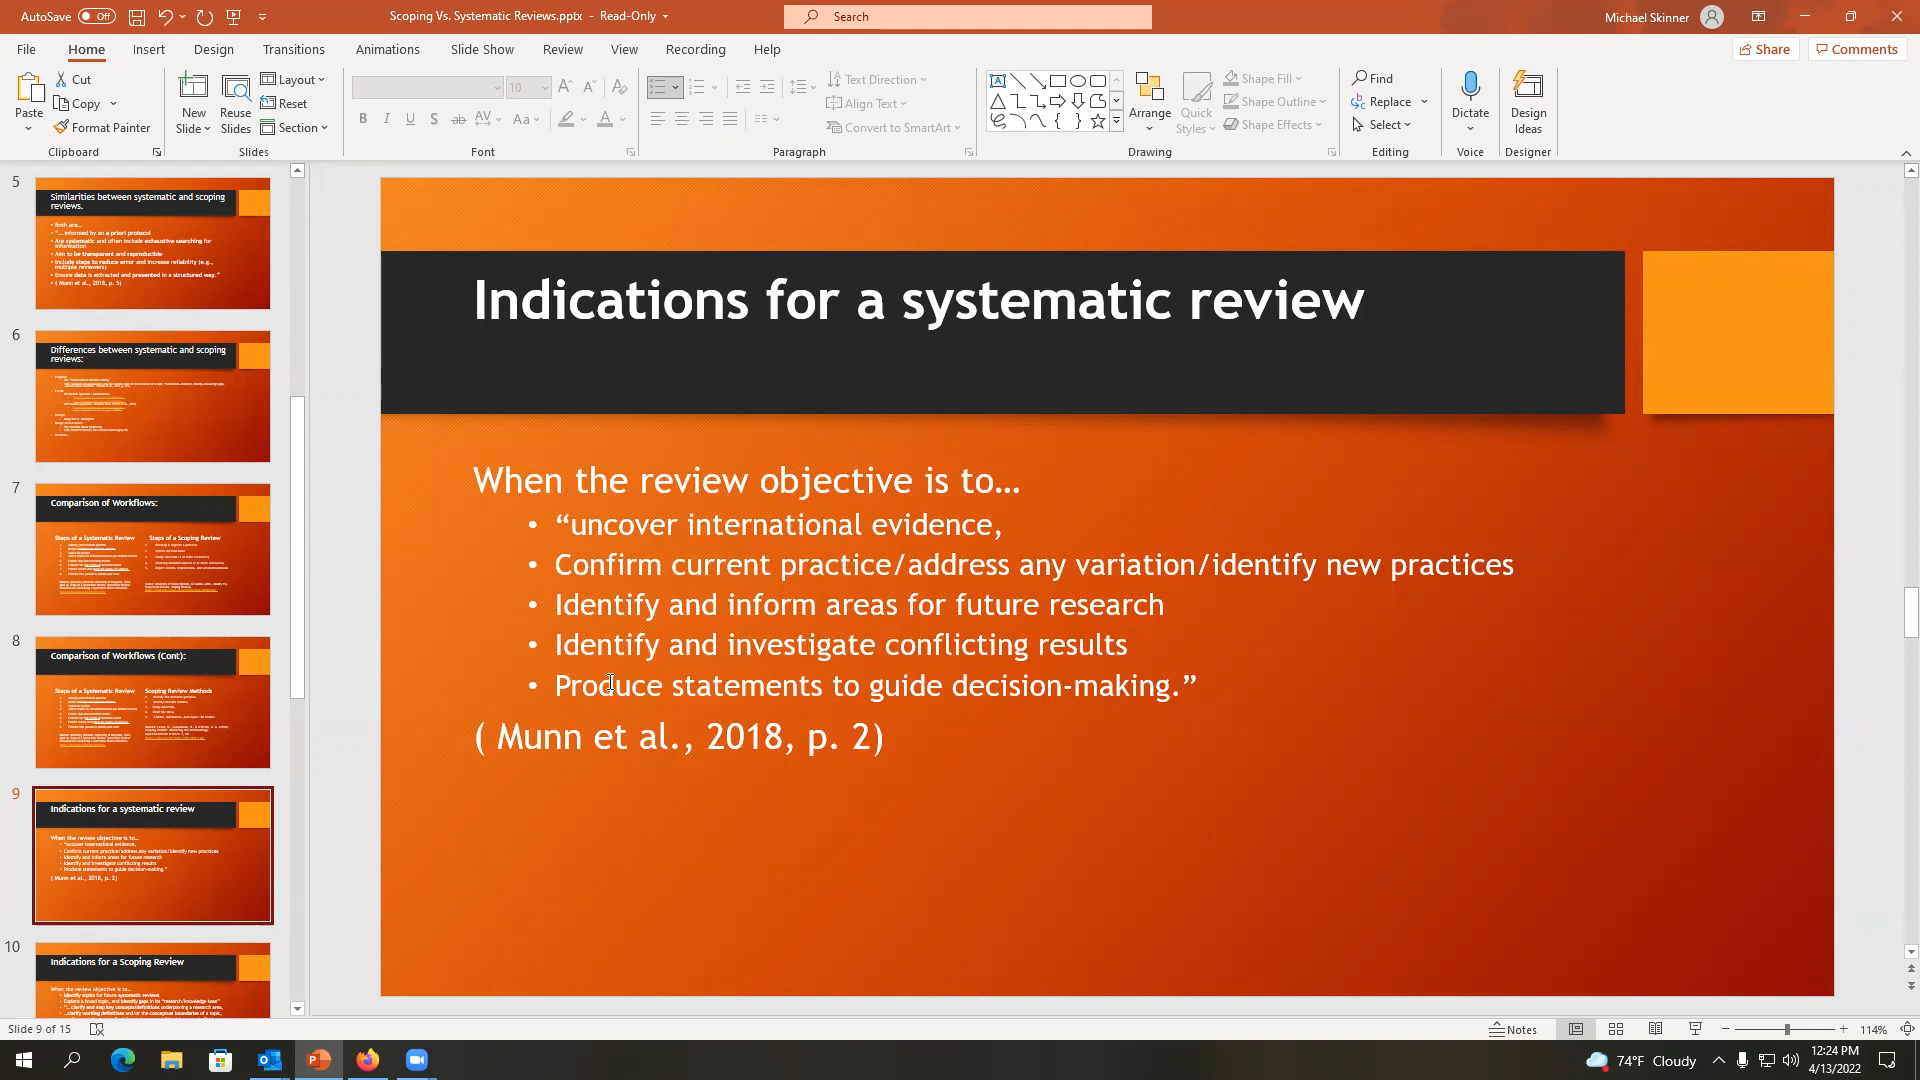 AutoSave Off
Scoping Vs. Systematic Reviews.pptx - Read-Only
Search
Michael Skinner
File Home Insert Design Transitions Animations Slide Show Review View Recording Help
Share Comments
Paste
Cut
Copy
Format Painter
Clipboard
New Slide
Reuse Slides
Layout
Reset
Section
Slides
10
Font
Text Direction
Align Text
Convert to SmartArt
Paragraph
Arrange
Quick Styles
Shape Fill
Shape Outline
Shape Effects
Drawing
Find
Replace
Select
Editing
Dictate
Voice
Design Ideas
Designer
5
Similarities between systematic and scoping
reviews.
• Both are...
• "... informed by an a priori protocol
• Are systematic and often include exhaustive searching for
information
• Aim to be transparent and reproducible
• Include steps to reduce error and increase reliability (e.g.,
multiple reviewers)
• Ensure data is extracted and presented in a structured way."
• ( Munn et al., 2018, p. 5)
6
Differences between systematic and scoping
reviews:
7
Comparison of Workflows:
Steps of a Systematic Review Steps of a Scoping Review
8
Comparison of Workflows (Cont):
Steps of a Systematic Review Scoping Review Methods
9
Indications for a systematic review
When the review objective is to...
• "uncover international evidence,
• Confirm current practice/address any variation/identify new practices
• Identify and inform areas for future research
• Identify and investigate conflicting results
• Produce statements to guide decision-making."
( Munn et al., 2018, p. 2)
10
Indications for a Scoping Review
When the review objective is to...
• Identify topics for future systematic reviews
• Explore a broad topic, and identify gaps in its "research/knowledge base"
• "... clarify and map key concepts/definitions underpinning a research area,
• ...clarify working definitions and/or the conceptual boundaries of a topic,
Indications for a systematic review
When the review objective is to…
• “uncover international evidence,
• Confirm current practice/address any variation/identify new practices
• Identify and inform areas for future research
• Identify and investigate conflicting results
• Produce statements to guide decision-making.”
( Munn et al., 2018, p. 2)
Slide 9 of 15
Notes
114%
74°F Cloudy
12:24 PM
4/13/2022